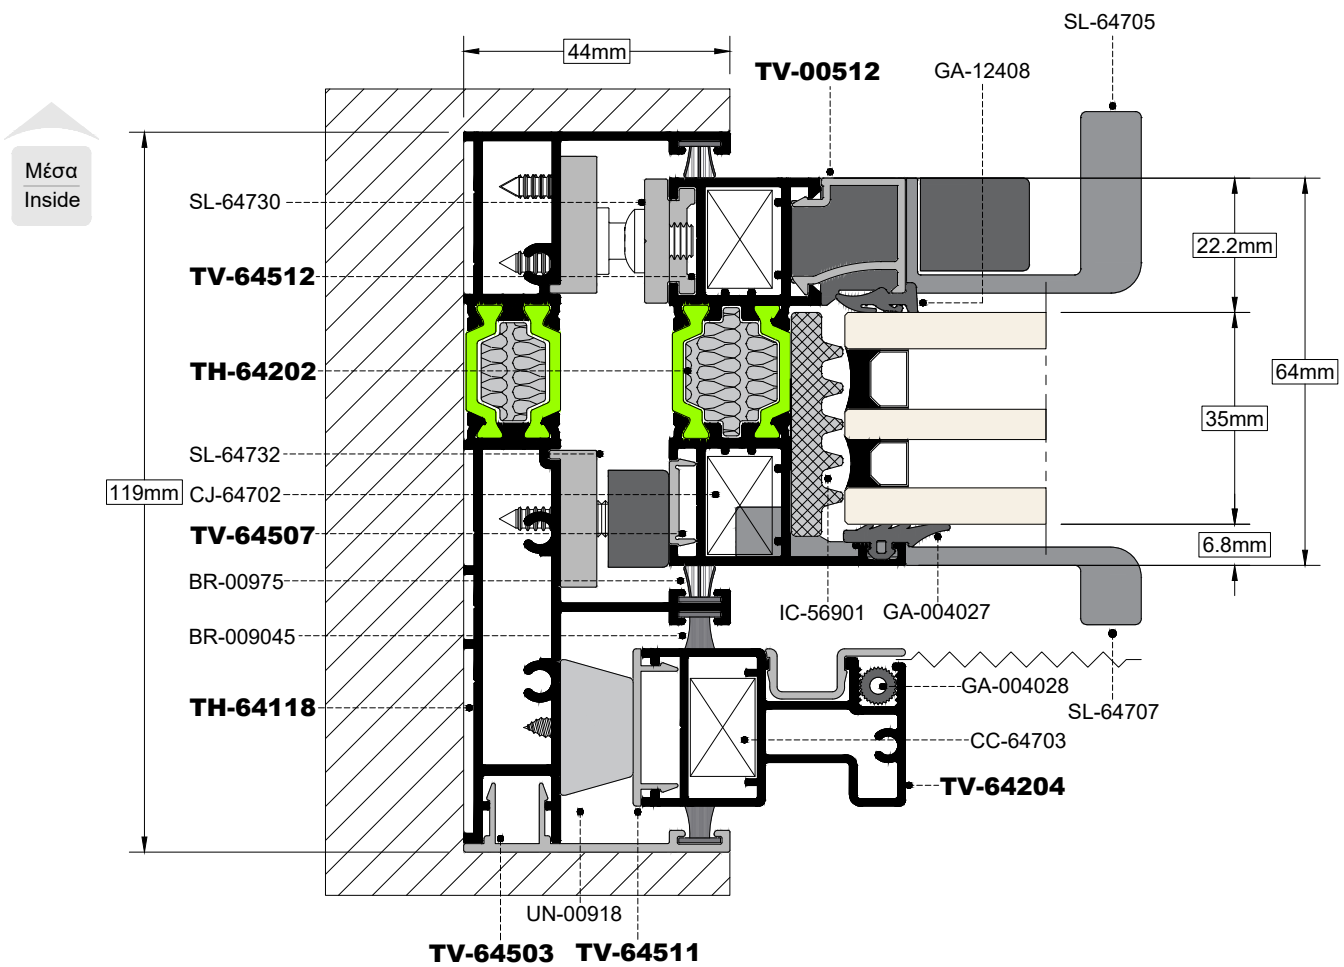 SL-64705
44mm
TV-00512
GA-12408
Μέσα
Inside
SL-64730
22.2mm
TV-64512
TH-64202
64mm
35mm
SL-64732
119mm
CJ-64702
TV-64507
6.8mm
BR-00975
IC-56901
GA-004027
BR-009045
GA-004028
TH-64118
SL-64707
CC-64703
TV-64204
UN-00918
TV-64503
TV-64511